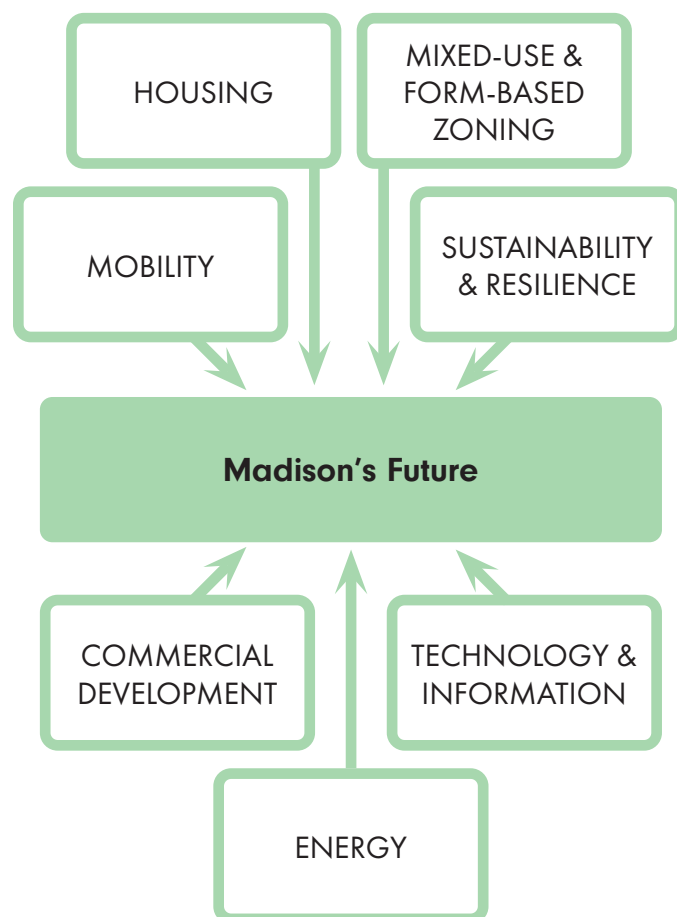 HOUSING
MIXED-USE &
FORM-BASED
ZONING
MOBILITY
SUSTAINABILITY
& RESILIENCE
Madison’s Future
COMMERCIAL
DEVELOPMENT
TECHNOLOGY &
INFORMATION
ENERGY